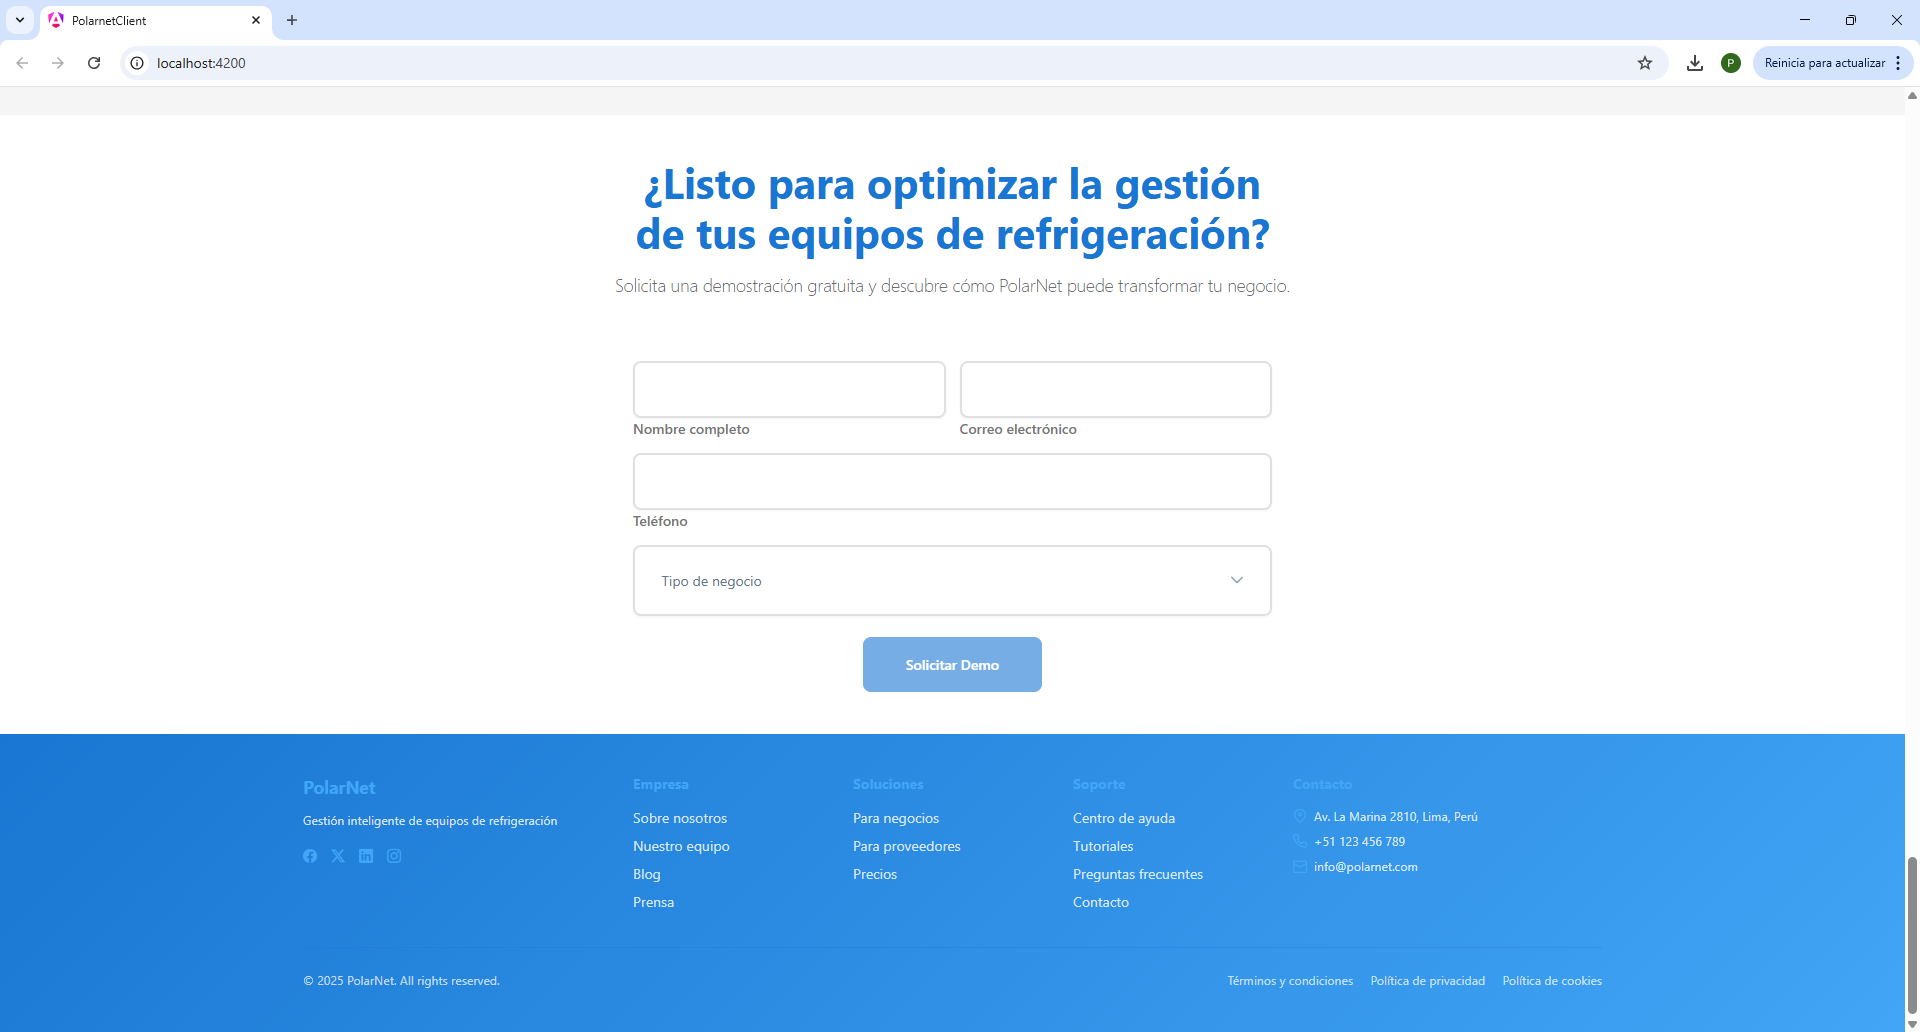 PolarnetClient
localhost:4200
P
Reinicia para actualizar
¿Listo para optimizar la gestión
de tus equipos de refrigeración?
Solicita una demostración gratuita y descubre cómo PolarNet puede transformar tu negocio.
Nombre completo
Correo electrónico
Teléfono
Tipo de negocio
Solicitar Demo
PolarNet
Gestión inteligente de equipos de refrigeración
Empresa
Sobre nosotros
Nuestro equipo
Blog
Prensa
Soluciones
Para negocios
Para proveedores
Precios
Soporte
Centro de ayuda
Tutoriales
Preguntas frecuentes
Contacto
Contacto
Av. La Marina 2810, Lima, Perú
+51 123 456 789
info@polarnet.com
© 2025 PolarNet. All rights reserved.
Términos y condiciones
Política de privacidad
Política de cookies